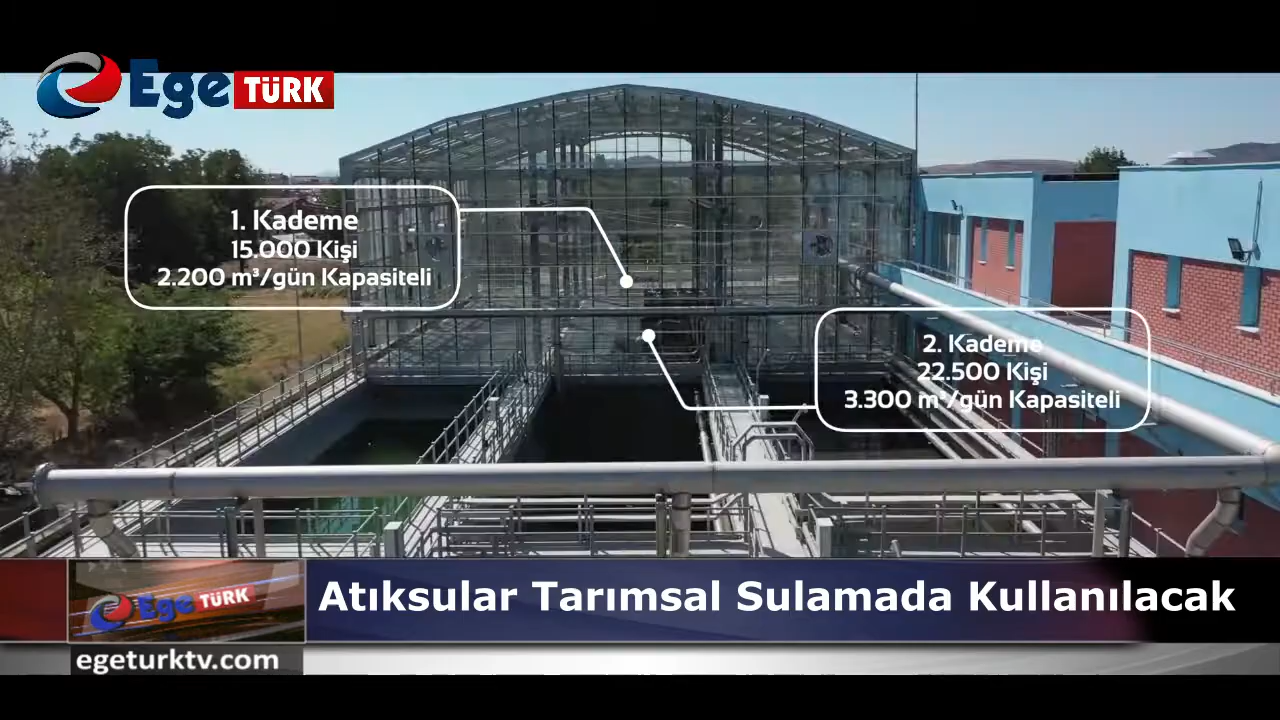 Ege TÜRK
1. Kademe
15.000 Kişi
2.200 m³/gün Kapasiteli
2. Kademe
22.500 Kişi
3.300 m³/gün Kapasiteli
Ege TÜRK
Atıksular Tarımsal Sulamada Kullanılacak
egeturktv.com